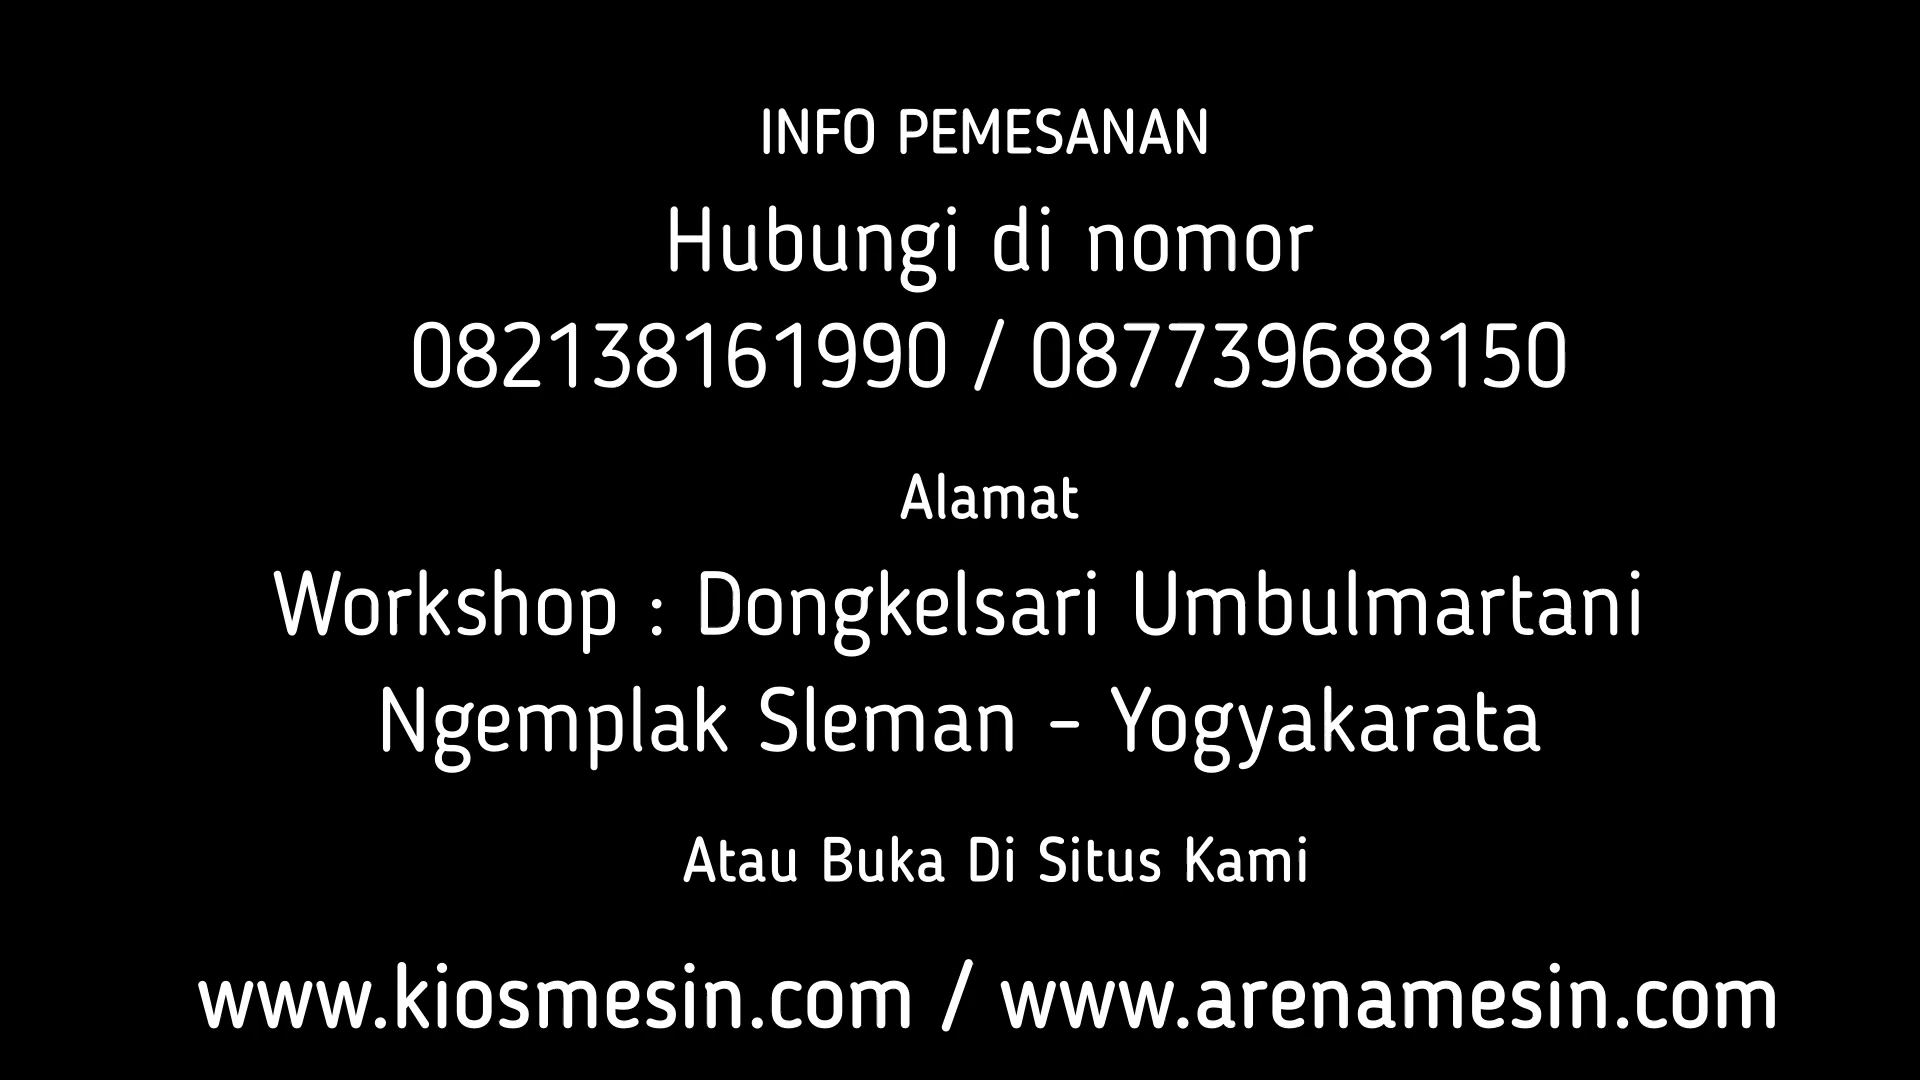 INFO PEMESANAN
Hubungi di nomor
082138161990 / 087739688150
Alamat
Workshop : Dongkelsari Umbulmartani
Ngemplak Sleman - Yogyakarata
Atau Buka Di Situs Kami
www.kiosmesin.com / www.arenamesin.com